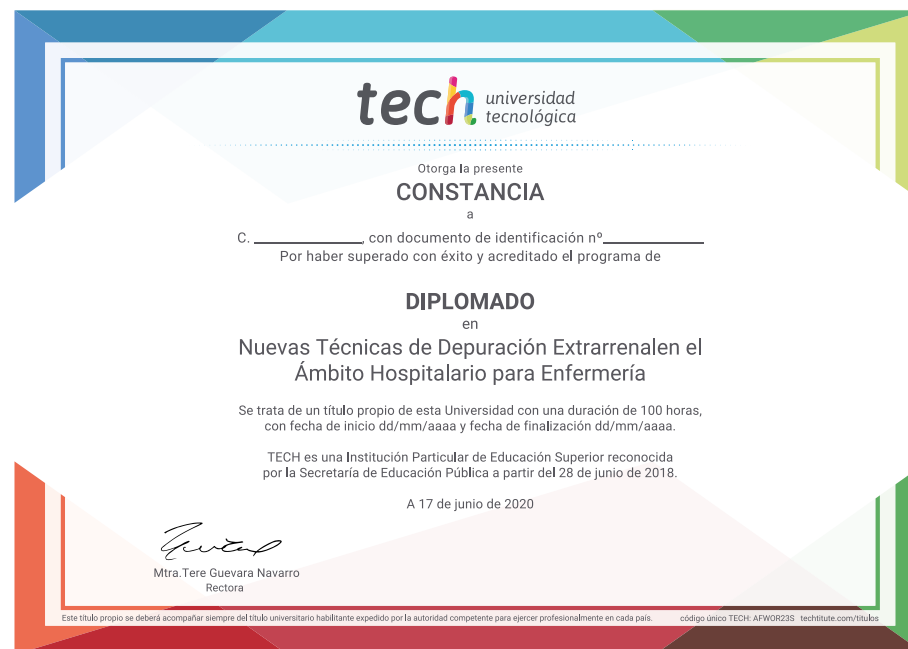 tech universidad
tecnológica
Otorga la presente
CONSTANCIA
a
C. ____________, con documento de identificación nº____________
Por haber superado con éxito y acreditado el programa de
DIPLOMADO
en
Nuevas Técnicas de Depuración Extrarrenalen el
Ámbito Hospitalario para Enfermería
Se trata de un título propio de esta Universidad con una duración de 100 horas,
con fecha de inicio dd/mm/aaaa y fecha de finalización dd/mm/aaaa.
TECH es una Institución Particular de Educación Superior reconocida
por la Secretaría de Educación Pública a partir del 28 de junio de 2018.
A 17 de junio de 2020
Mtra.Tere Guevara Navarro
Rectora
Este título propio se deberá acompañar siempre del título universitario habilitante expedido por la autoridad competente para ejercer profesionalmente en cada país. código único TECH: AFWOR23S techtitute.com/titulos